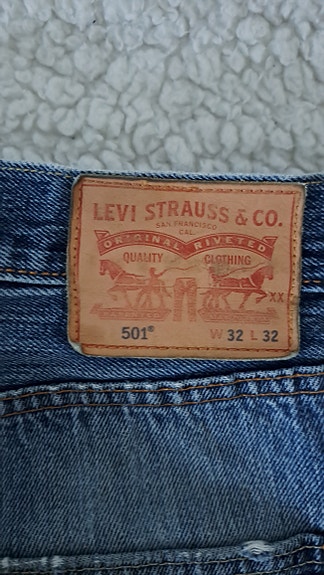 LEVI STRAUSS & CO.
SAN FRANCISCO
CAL.
ORIGINAL RIVETED
QUALITY CLOTHING
XX
501® W 32 L 32